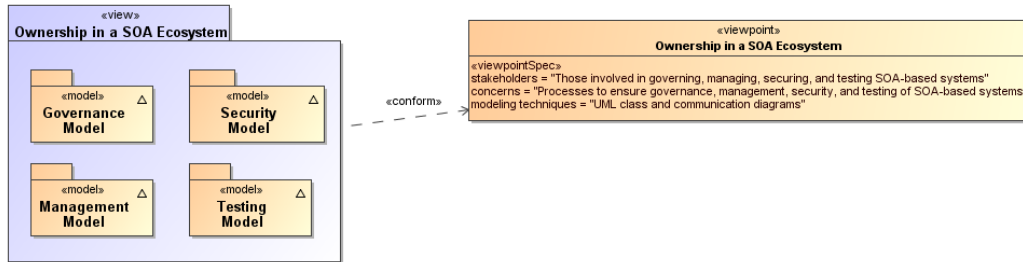 «view»
Ownership in a SOA Ecosystem
«model»
Governance
Model
«model»
Security
Model
«model»
Management
Model
«model»
Testing
Model
«conform»
«viewpoint»
Ownership in a SOA Ecosystem
«viewpointSpec»
stakeholders = "Those involved in governing, managing, securing, and testing SOA-based systems"
concerns = "Processes to ensure governance, management, security, and testing of SOA-based systems
modeling techniques = "UML class and communication diagrams"